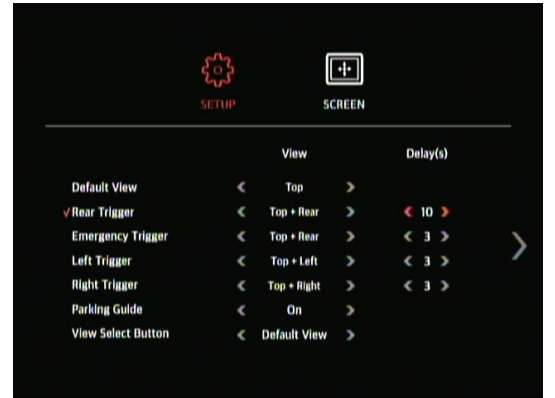 SETUP SCREEN
View Delay(s)
Default View < Top >
√ Rear Trigger < Top + Rear > < 10 >
Emergency Trigger < Top + Rear > < 3 >
Left Trigger < Top + Left > < 3 >
Right Trigger < Top + Right > < 3 >
Parking Guide < On >
View Select Button < Default View >